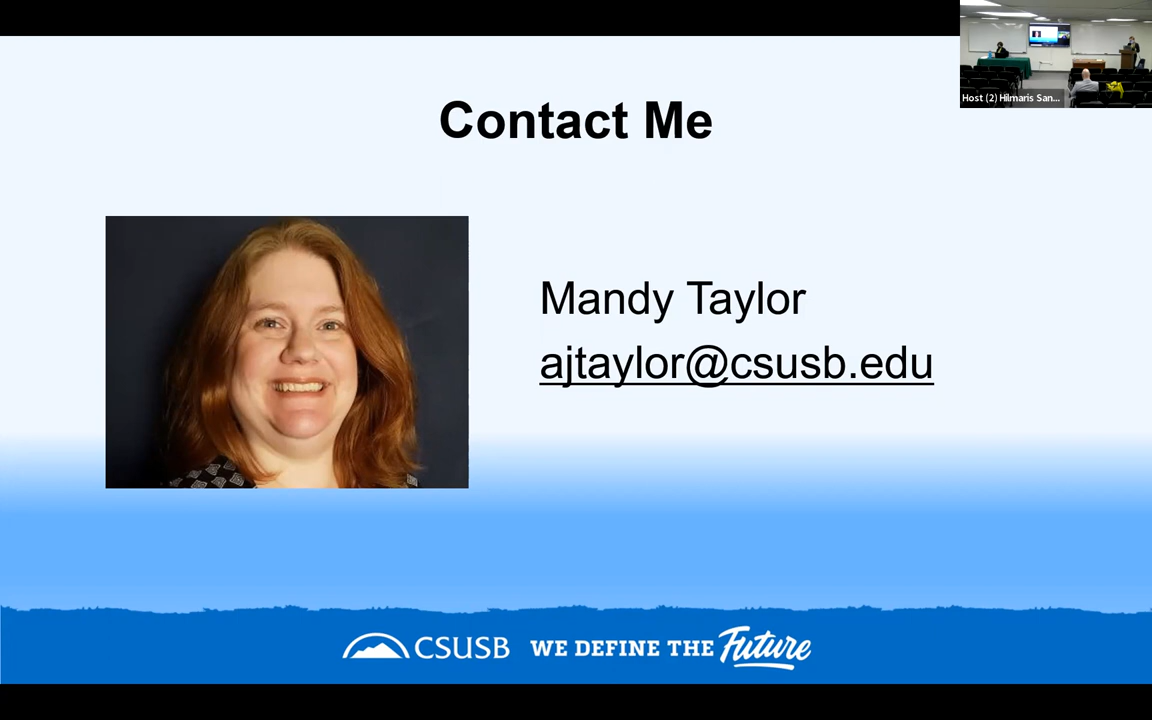 Host (2) Hilmaris San...
Contact Me
Mandy Taylor
ajtaylor@csusb.edu
CSUSB WE DEFINE THE Future